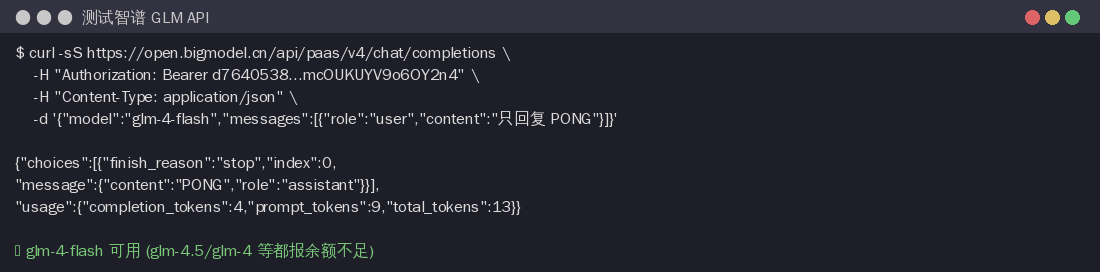 测试智谱 GLM API
$ curl -sS https://open.bigmodel.cn/api/paas/v4/chat/completions \
-H "Authorization: Bearer d7640538...mcOUKUYV9o6OY2n4" \
-H "Content-Type: application/json" \
-d '{"model":"glm-4-flash","messages":[{"role":"user","content":"只回复 PONG"}]}'
{"choices":[{"finish_reason":"stop","index":0,
"message":{"content":"PONG","role":"assistant"}}],
"usage":{"completion_tokens":4,"prompt_tokens":9,"total_tokens":13}}
glm-4-flash 可用 (glm-4.5/glm-4 等都报余额不足)